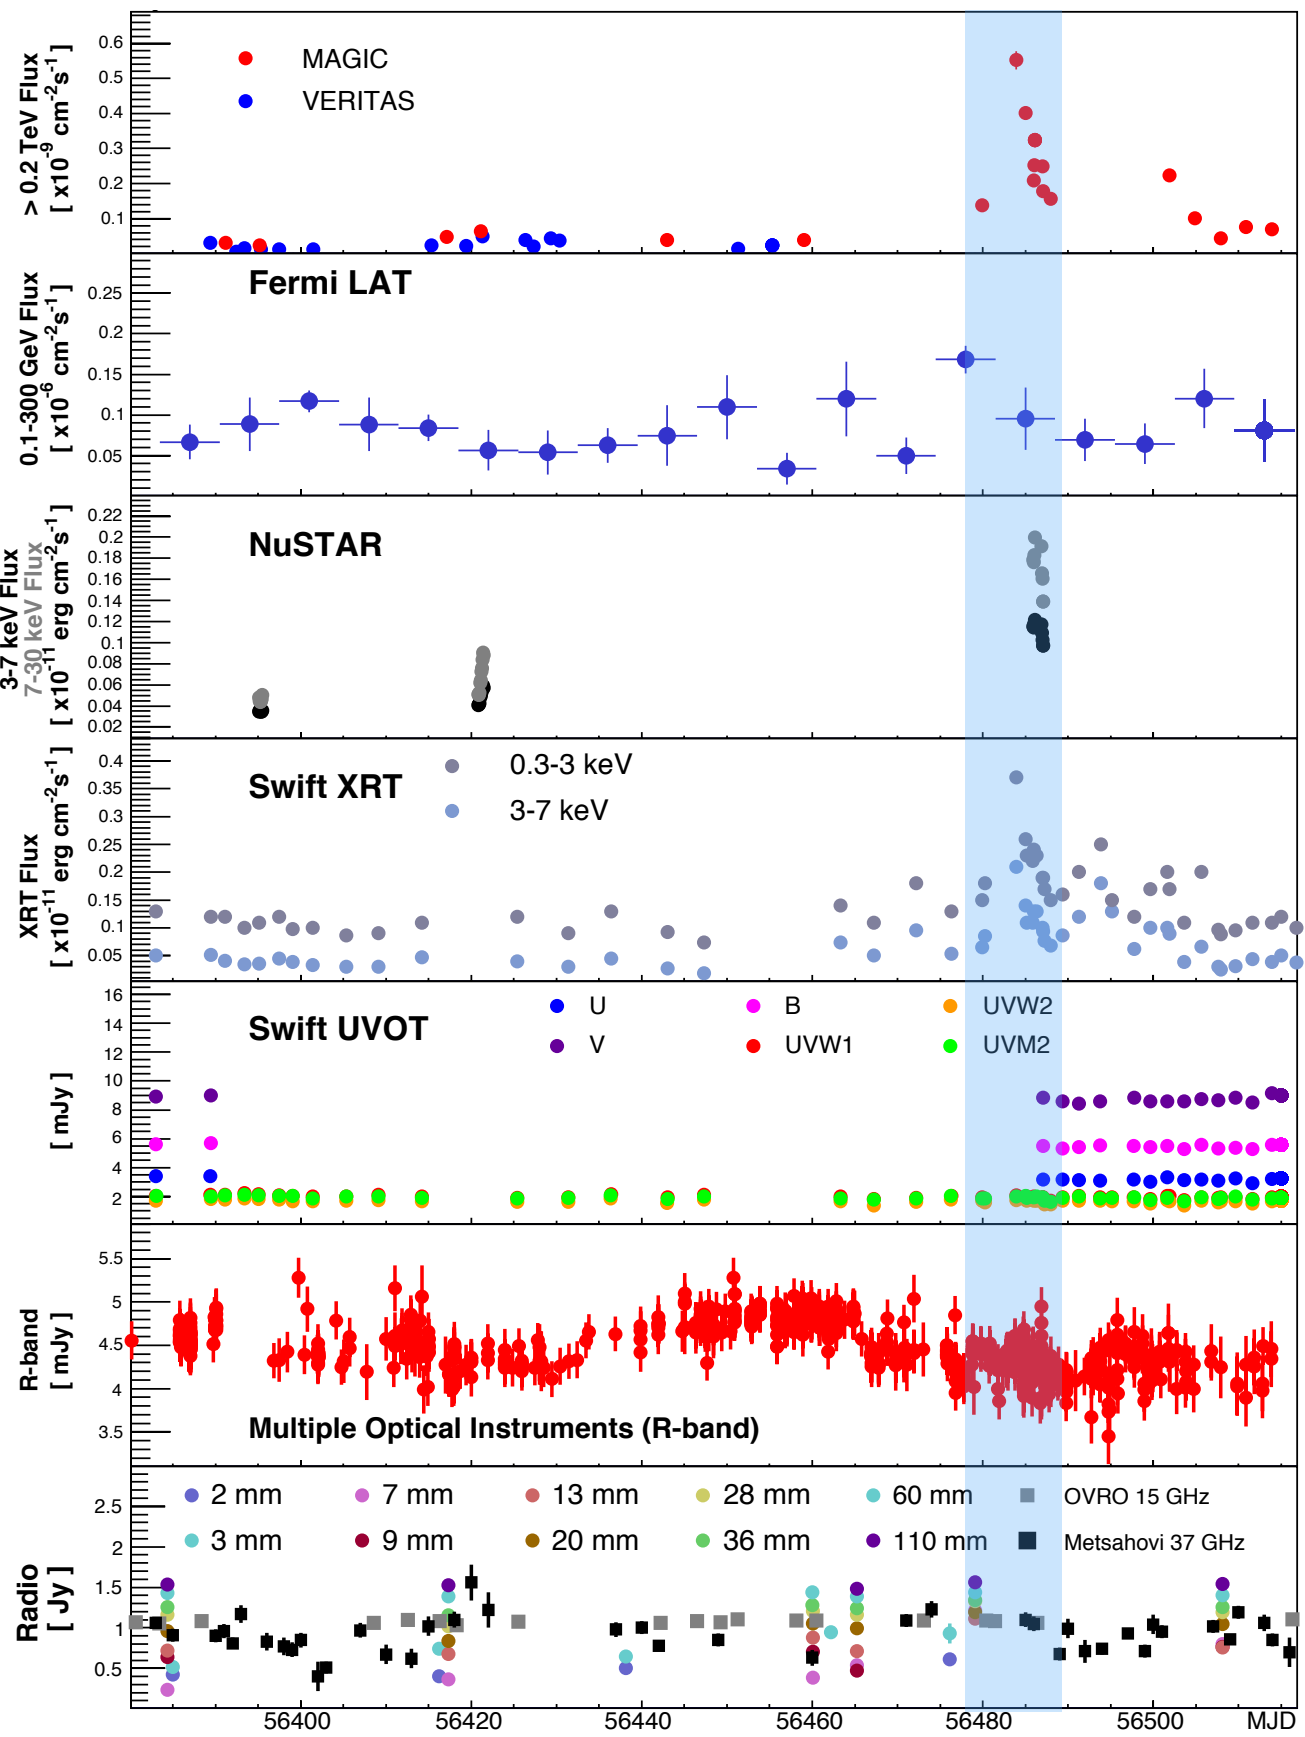 > 0.2 TeV Flux
[ x10-9 cm-2s-1 ]
0.6
0.5
0.4
0.3
0.2
0.1
MAGIC
VERITAS
0.1-300 GeV Flux
[ x10-6 cm-2s-1 ]
0.25
0.2
0.15
0.1
0.05
Fermi LAT
3-7 keV Flux
7-30 keV Flux
[ x10-11 erg cm-2s-1 ]
0.22
0.2
0.18
0.16
0.14
0.12
0.1
0.08
0.06
0.04
0.02
NuSTAR
XRT Flux
[ x10-11 erg cm-2s-1 ]
0.4
0.35
0.3
0.25
0.2
0.15
0.1
0.05
Swift XRT
0.3-3 keV
3-7 keV
[ mJy ]
16
14
12
10
8
6
4
2
Swift UVOT
U B UVW2
V UVW1 UVM2
R-band
[ mJy ]
5.5
5
4.5
4
3.5
Multiple Optical Instruments (R-band)
Radio
[ Jy ]
2.5
2
1.5
1
0.5
2 mm 7 mm 13 mm 28 mm 60 mm OVRO 15 GHz
3 mm 9 mm 20 mm 36 mm 110 mm Metsahovi 37 GHz
56400 56420 56440 56460 56480 56500 MJD